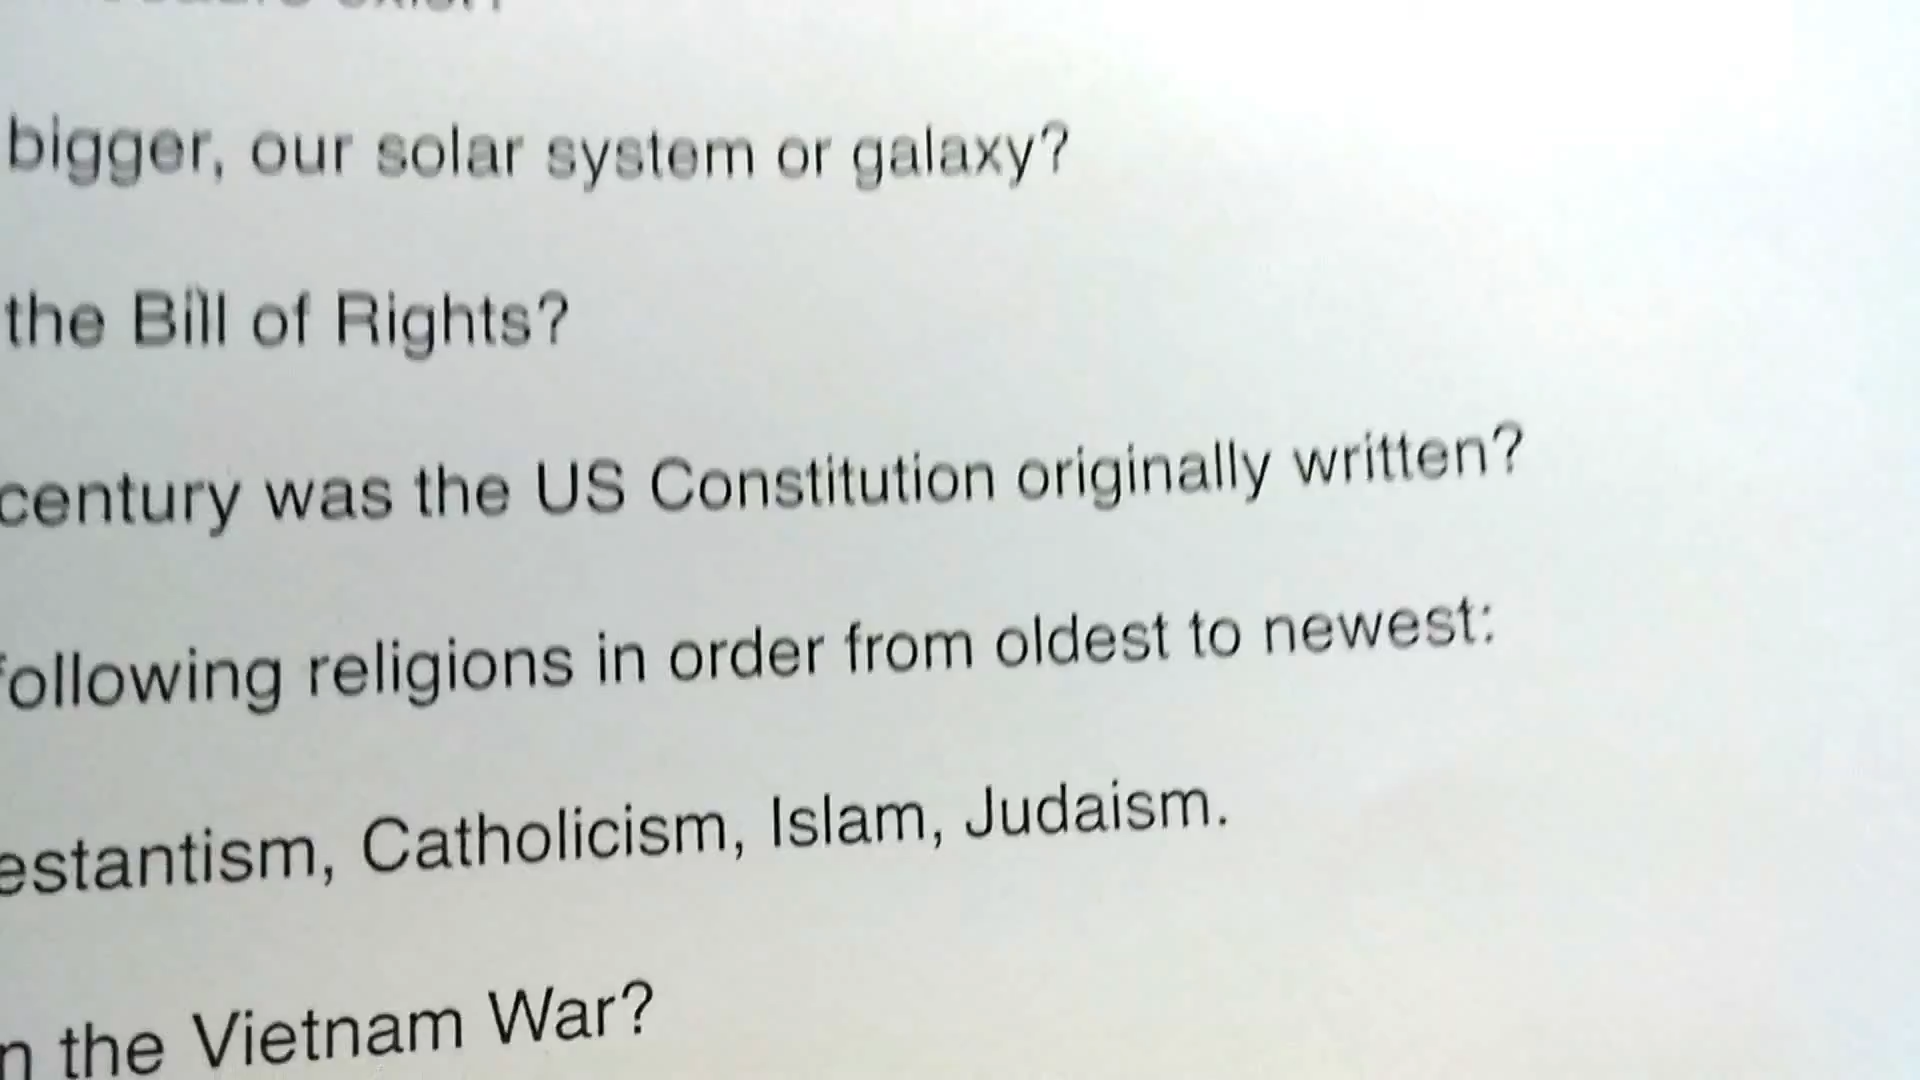 bigger, our solar system or galaxy?
the Bill of Rights?
century was the US Constitution originally written?
following religions in order from oldest to newest:
estantism, Catholicism, Islam, Judaism.
n the Vietnam War?